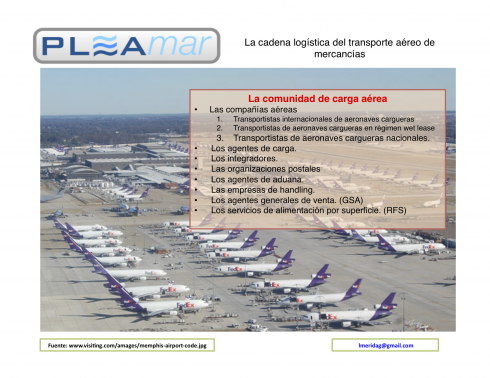 PLEAmar
La cadena logística del transporte aéreo de
mercancías
La comunidad de carga aérea
• Las compañías aéreas
1. Transportistas internacionales de aeronaves cargueras
2. Transportistas de aeronaves cargueras en régimen wet lease
3. Transportistas de aeronaves cargueras nacionales.
• Los agentes de carga.
• Los integradores.
• Las organizaciones postales
• Los agentes de aduana.
• Las empresas de handling.
• Los agentes generales de venta. (GSA)
• Los servicios de alimentación por superficie. (RFS)
FedEx
FedEx
FedEx
FedEx
FedEx
Fuente: www.visiting.com/amages/memphis-airport-code.jpg
lmeridag@gmail.com